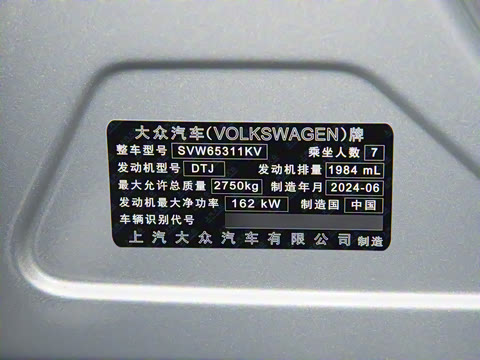 大众汽车(VOLKSWAGEN)牌
整车型号 SVW65311KV 乘坐人数 7
发动机型号 DTJ 发动机排量 1984 mL
最大允许总质量 2750kg 制造年月 2024-06
发动机最大净功率 162 kW 制造国 中国
车辆识别代号
上汽大众汽车有限公司 制造